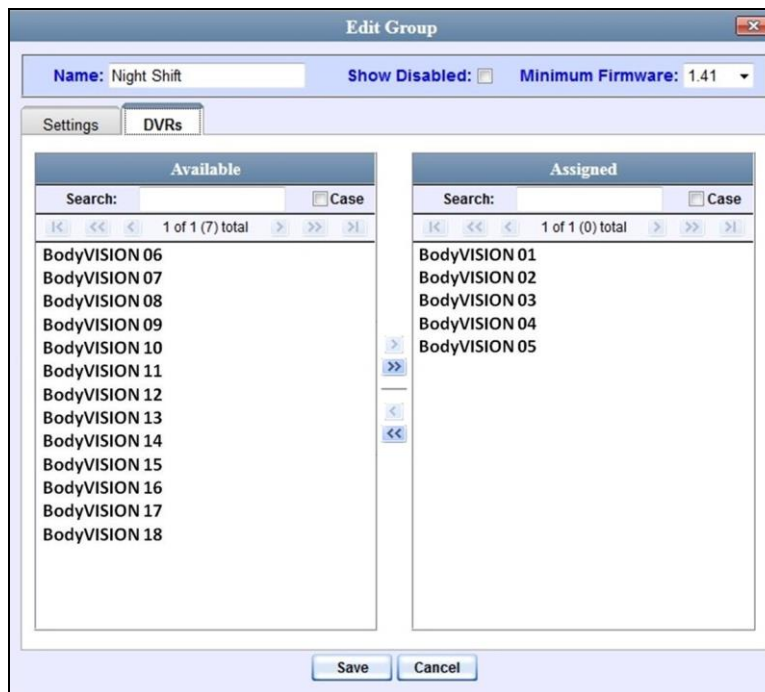 Edit Group
Name: Night Shift Show Disabled: Minimum Firmware: 1.41
Settings DVRs
Available
Search: Case
1 of 1 (7) total
BodyVISION 06
BodyVISION 07
BodyVISION 08
BodyVISION 09
BodyVISION 10
BodyVISION 11
BodyVISION 12
BodyVISION 13
BodyVISION 14
BodyVISION 15
BodyVISION 16
BodyVISION 17
BodyVISION 18
Assigned
Search: Case
1 of 1 (0) total
BodyVISION 01
BodyVISION 02
BodyVISION 03
BodyVISION 04
BodyVISION 05
Save Cancel